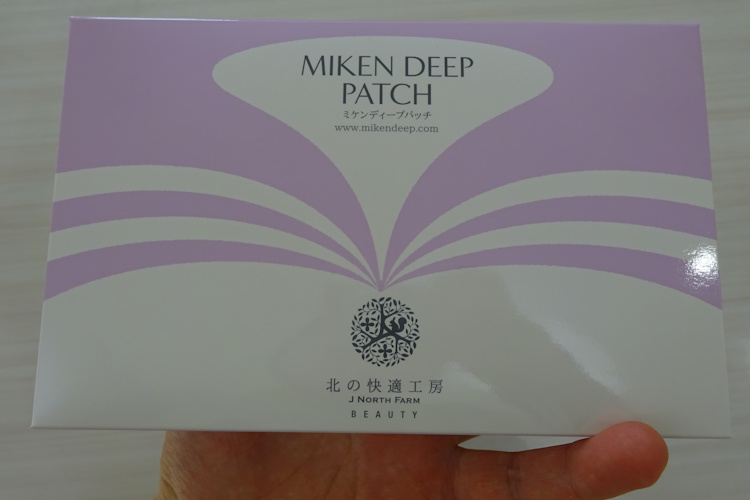 MIKEN DEEP
PATCH
ミケンディープパッチ
www.mikendeep.com
北の快適工房
J NORTH FARM
BEAUTY